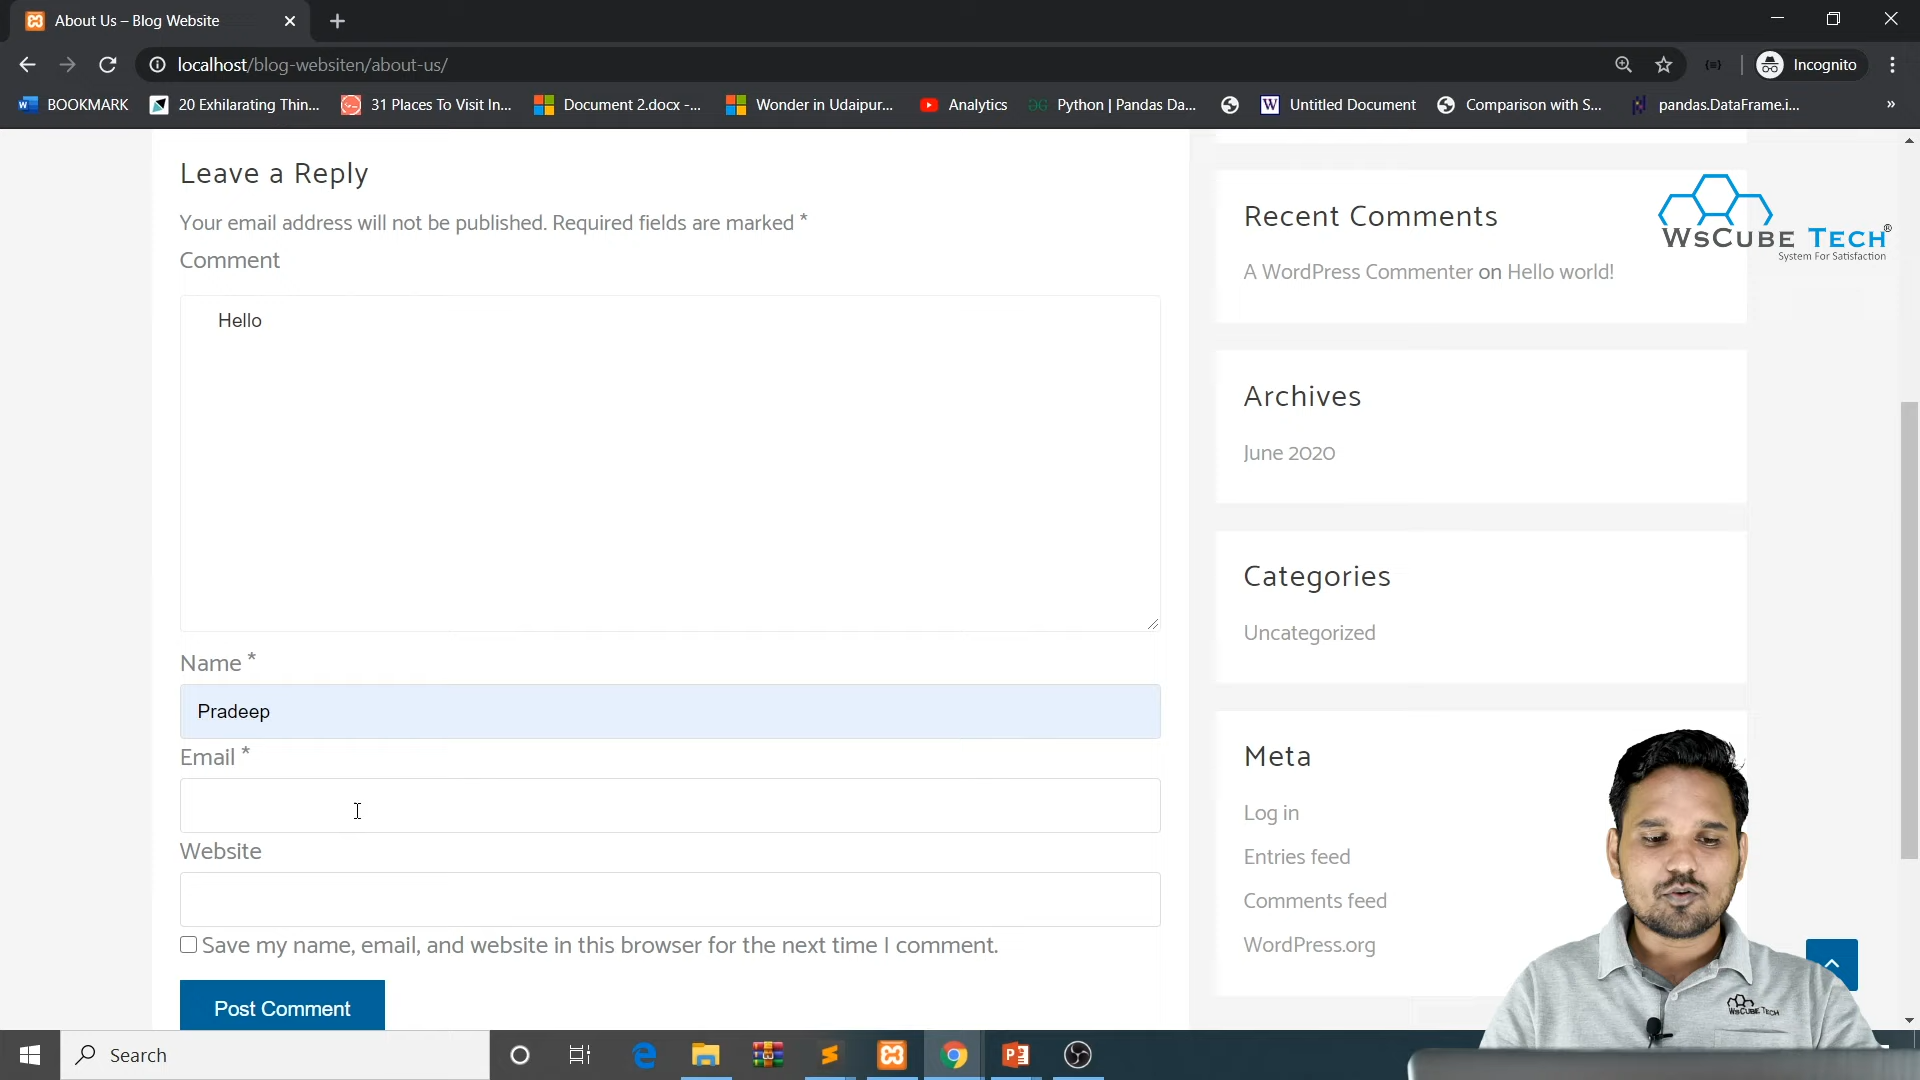 About Us – Blog Website
localhost/blog-websiten/about-us/
Incognito
BOOKMARK
20 Exhilarating Thin...
31 Places To Visit In...
Document 2.docx -...
Wonder in Udaipur...
Analytics
Python | Pandas Da...
Untitled Document
Comparison with S...
pandas.DataFrame.i...
»
Leave a Reply
Your email address will not be published. Required fields are marked *
Comment
Hello
Name *
Pradeep
Email *
Website
Save my name, email, and website in this browser for the next time I comment.
Post Comment
Recent Comments
A WordPress Commenter on Hello world!
Archives
June 2020
Categories
Uncategorized
Meta
Log in
Entries feed
Comments feed
WordPress.org
WsCube Tech®
System For Satisfaction
WsCube Tech
Search